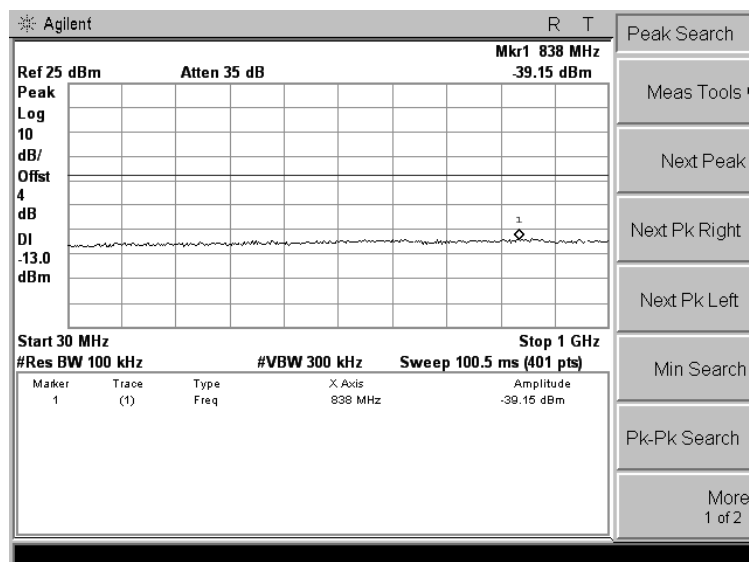 Agilent R T
Mkr1 838 MHz
Ref 25 dBm Atten 35 dB -39.15 dBm
Peak
Log
10
dB/
Offst
4
dB
DI
-13.0
dBm
1
Start 30 MHz Stop 1 GHz
#Res BW 100 kHz #VBW 300 kHz Sweep 100.5 ms (401 pts)
Marker Trace Type X Axis Amplitude
1 (1) Freq 838 MHz -39.15 dBm
Peak Search
Meas Tools
Next Peak
Next Pk Right
Next Pk Left
Min Search
Pk-Pk Search
More
1 of 2